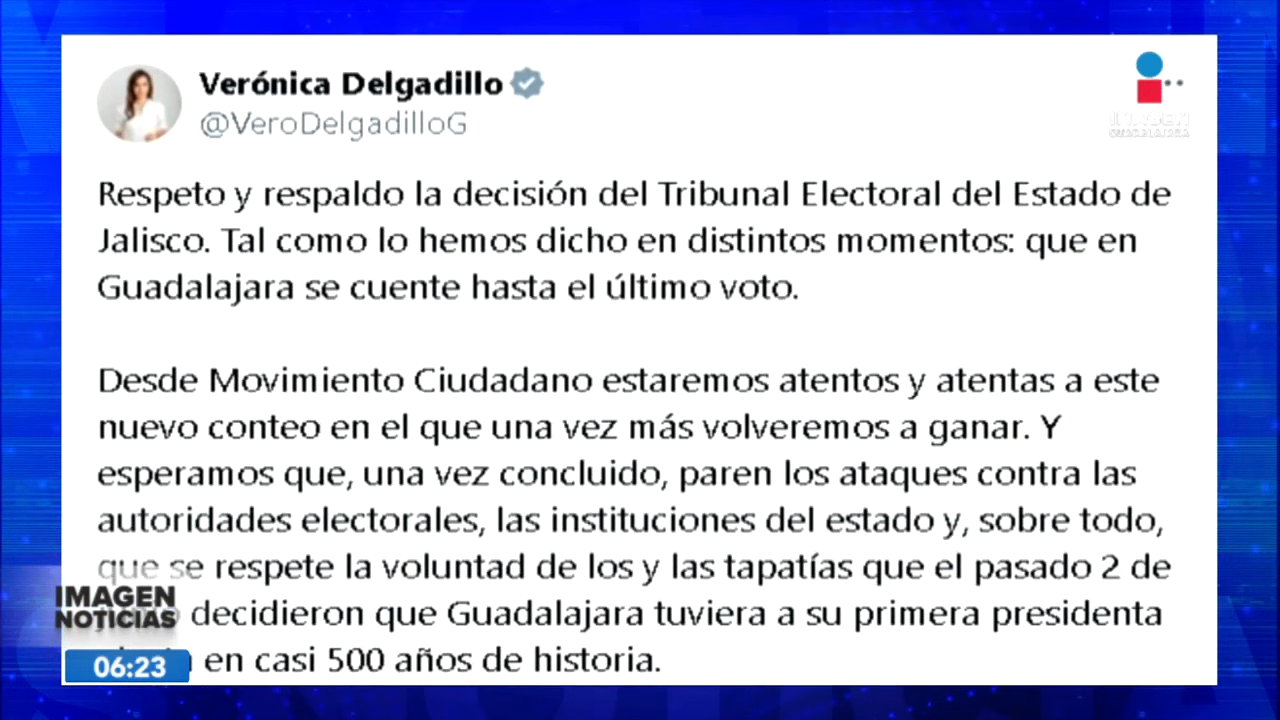 Verónica Delgadillo
@VeroDelgadilloG
Respeto y respaldo la decisión del Tribunal Electoral del Estado de
Jalisco. Tal como lo hemos dicho en distintos momentos: que en
Guadalajara se cuente hasta el último voto.
Desde Movimiento Ciudadano estaremos atentos y atentas a este
nuevo conteo en el que una vez más volveremos a ganar. Y
esperamos que, una vez concluido, paren los ataques contra las
autoridades electorales, las instituciones del estado y, sobre todo,
que se respete la voluntad de los y las tapatías que el pasado 2 de
decidieron que Guadalajara tuviera a su primera presidenta
en casi 500 años de historia.
IMAGEN
NOTICIAS
06:23
IMAGEN
GUADALAJARA